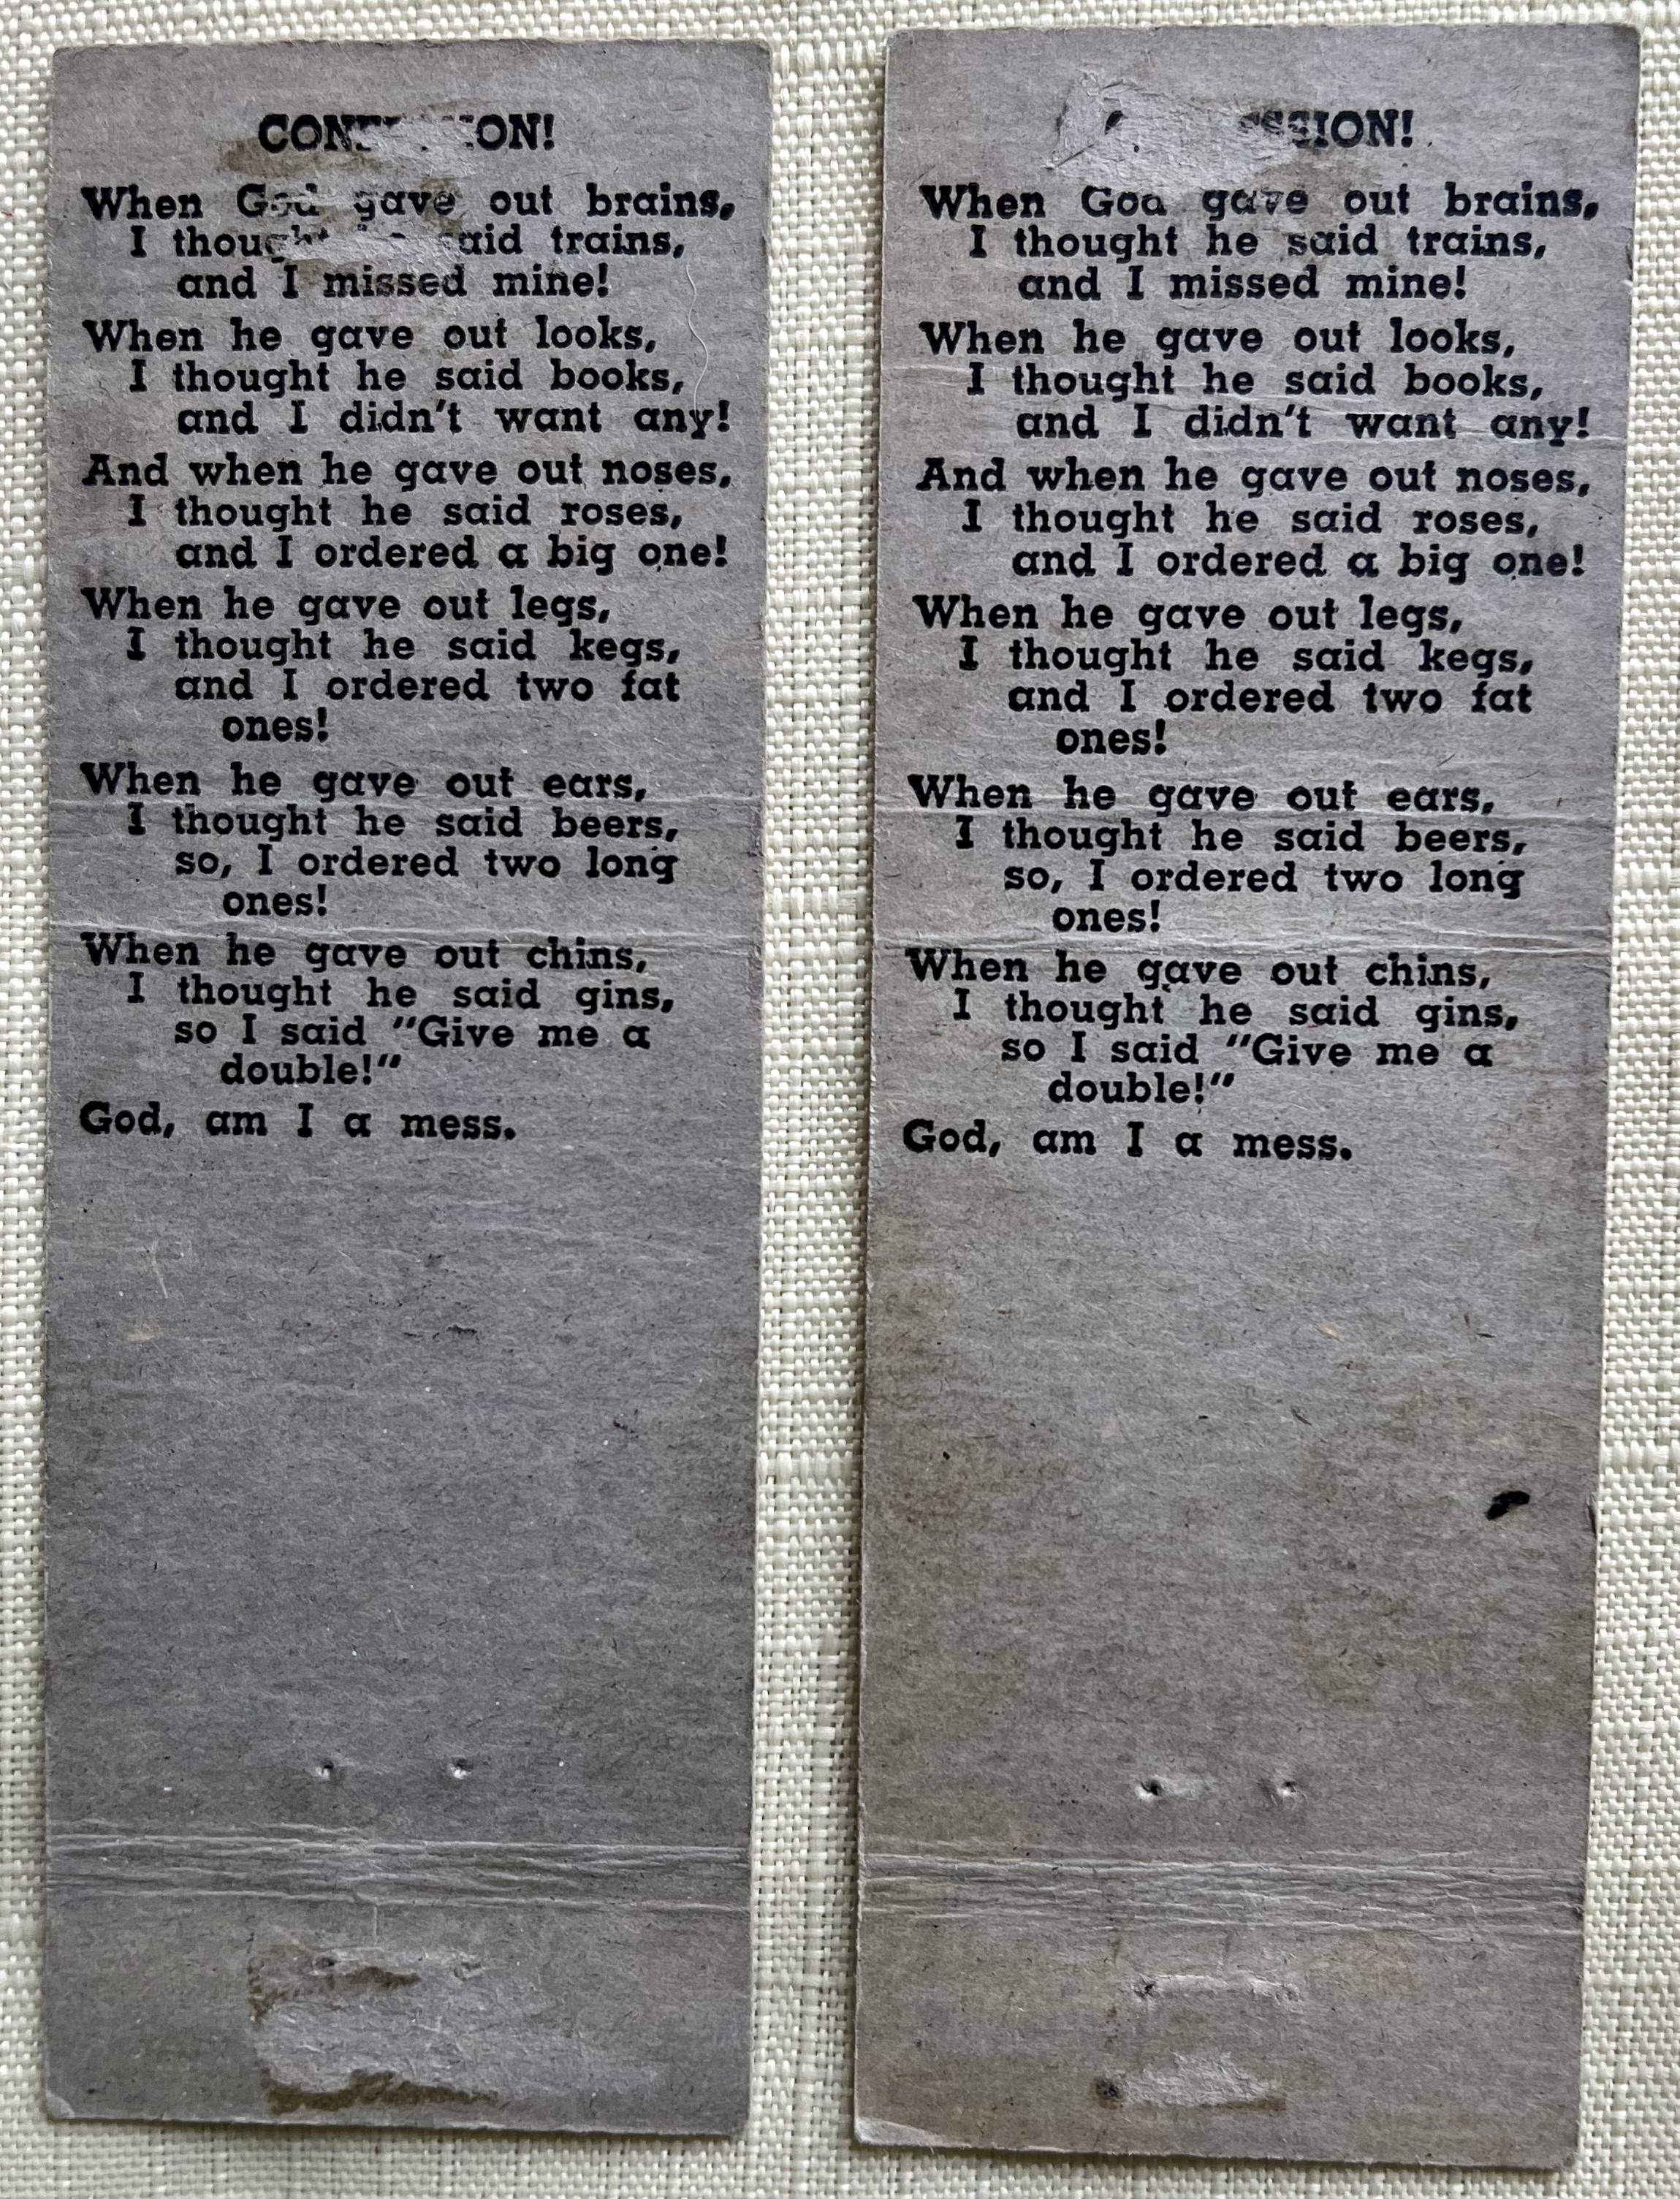 CONFESSION!
When God gave out brains,
I thought he said trains,
and I missed mine!
When he gave out looks,
I thought he said books,
and I didn't want any!
And when he gave out noses,
I thought he said roses,
and I ordered a big one!
When he gave out legs,
I thought he said kegs,
and I ordered two fat
ones!
When he gave out ears,
I thought he said beers,
so, I ordered two long
ones!
When he gave out chins,
I thought he said gins,
so I said "Give me a
double!"
God, am I a mess.
CONFESSION!
When God gave out brains,
I thought he said trains,
and I missed mine!
When he gave out looks,
I thought he said books,
and I didn't want any!
And when he gave out noses,
I thought he said roses,
and I ordered a big one!
When he gave out legs,
I thought he said kegs,
and I ordered two fat
ones!
When he gave out ears,
I thought he said beers,
so, I ordered two long
ones!
When he gave out chins,
I thought he said gins,
so I said "Give me a
double!"
God, am I a mess.